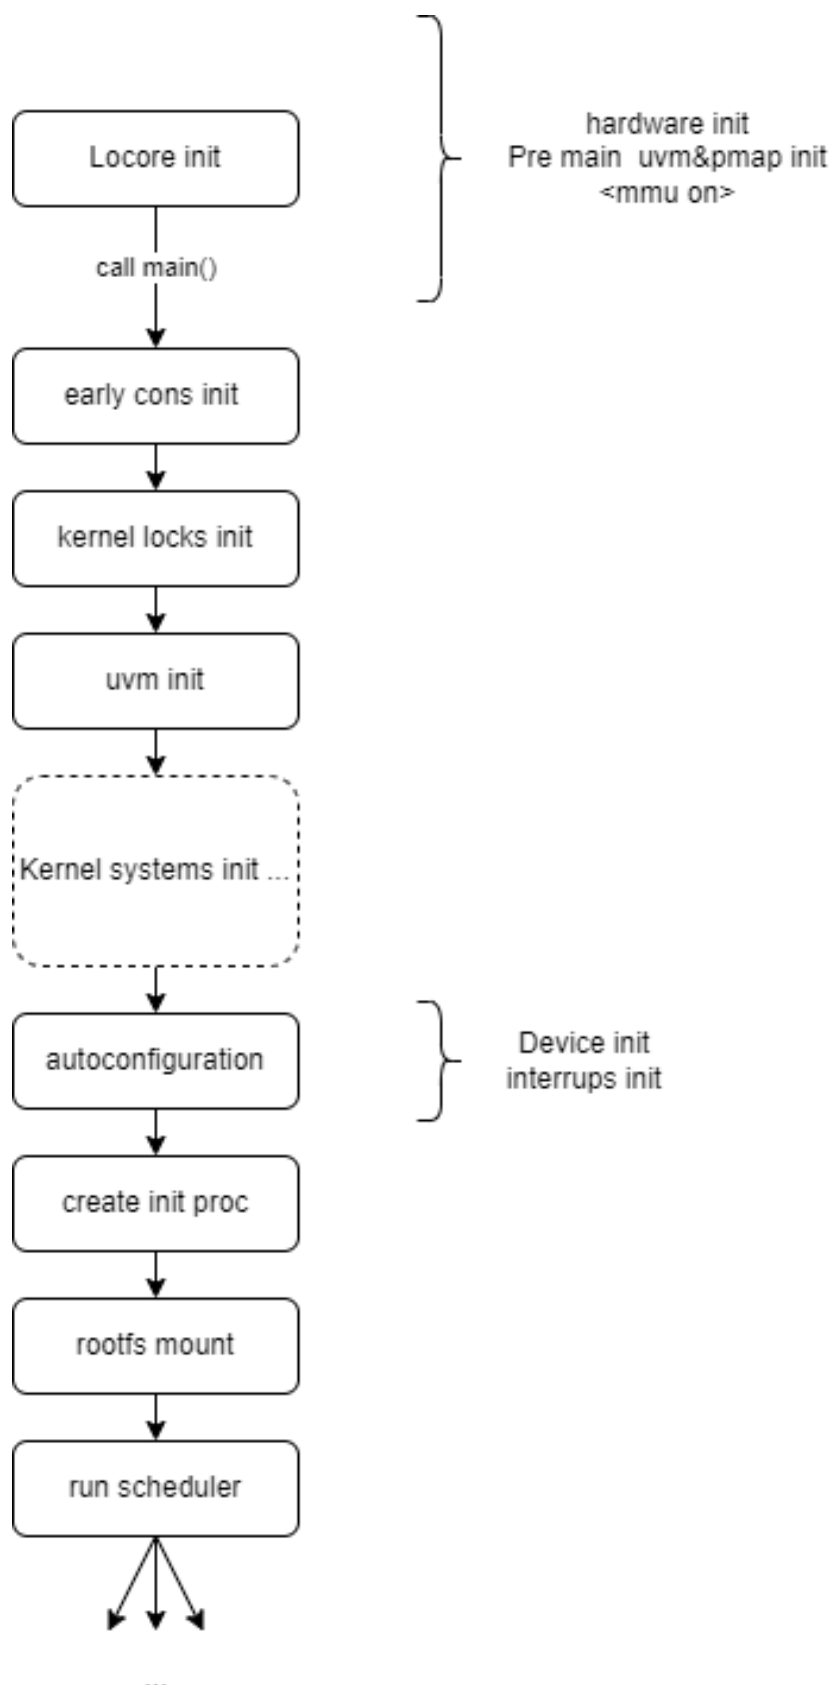 hardware init
Pre main uvm&pmap init
<mmu on>
Locore init
call main()
early cons init
kernel locks init
uvm init
Kernel systems init ...
autoconfiguration
Device init
interrups init
create init proc
rootfs mount
run scheduler
...